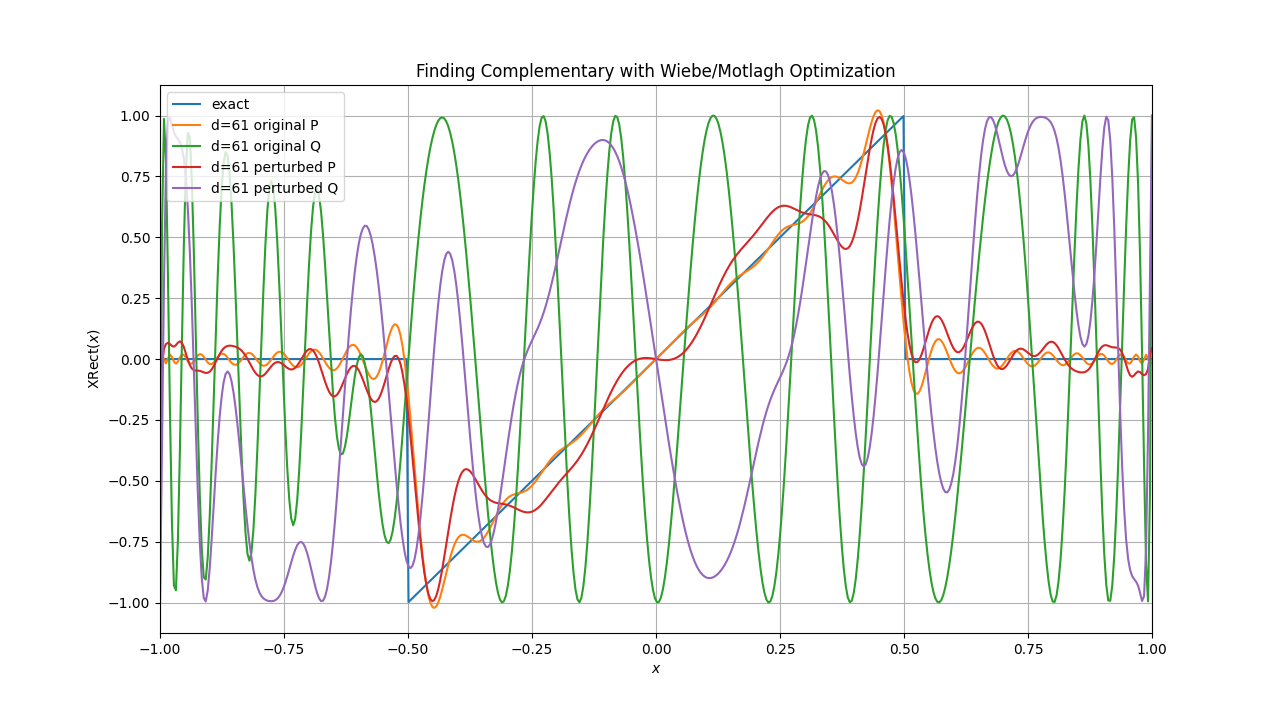 Finding Complementary with Wiebe/Motlagh Optimization
exact
d=61 original P
d=61 original Q
d=61 perturbed P
d=61 perturbed Q
1.00
0.75
0.50
0.25
0.00
−0.25
−0.50
−0.75
−1.00
XRect(x)
−1.00
−0.75
−0.50
−0.25
0.00
0.25
0.50
0.75
1.00
x